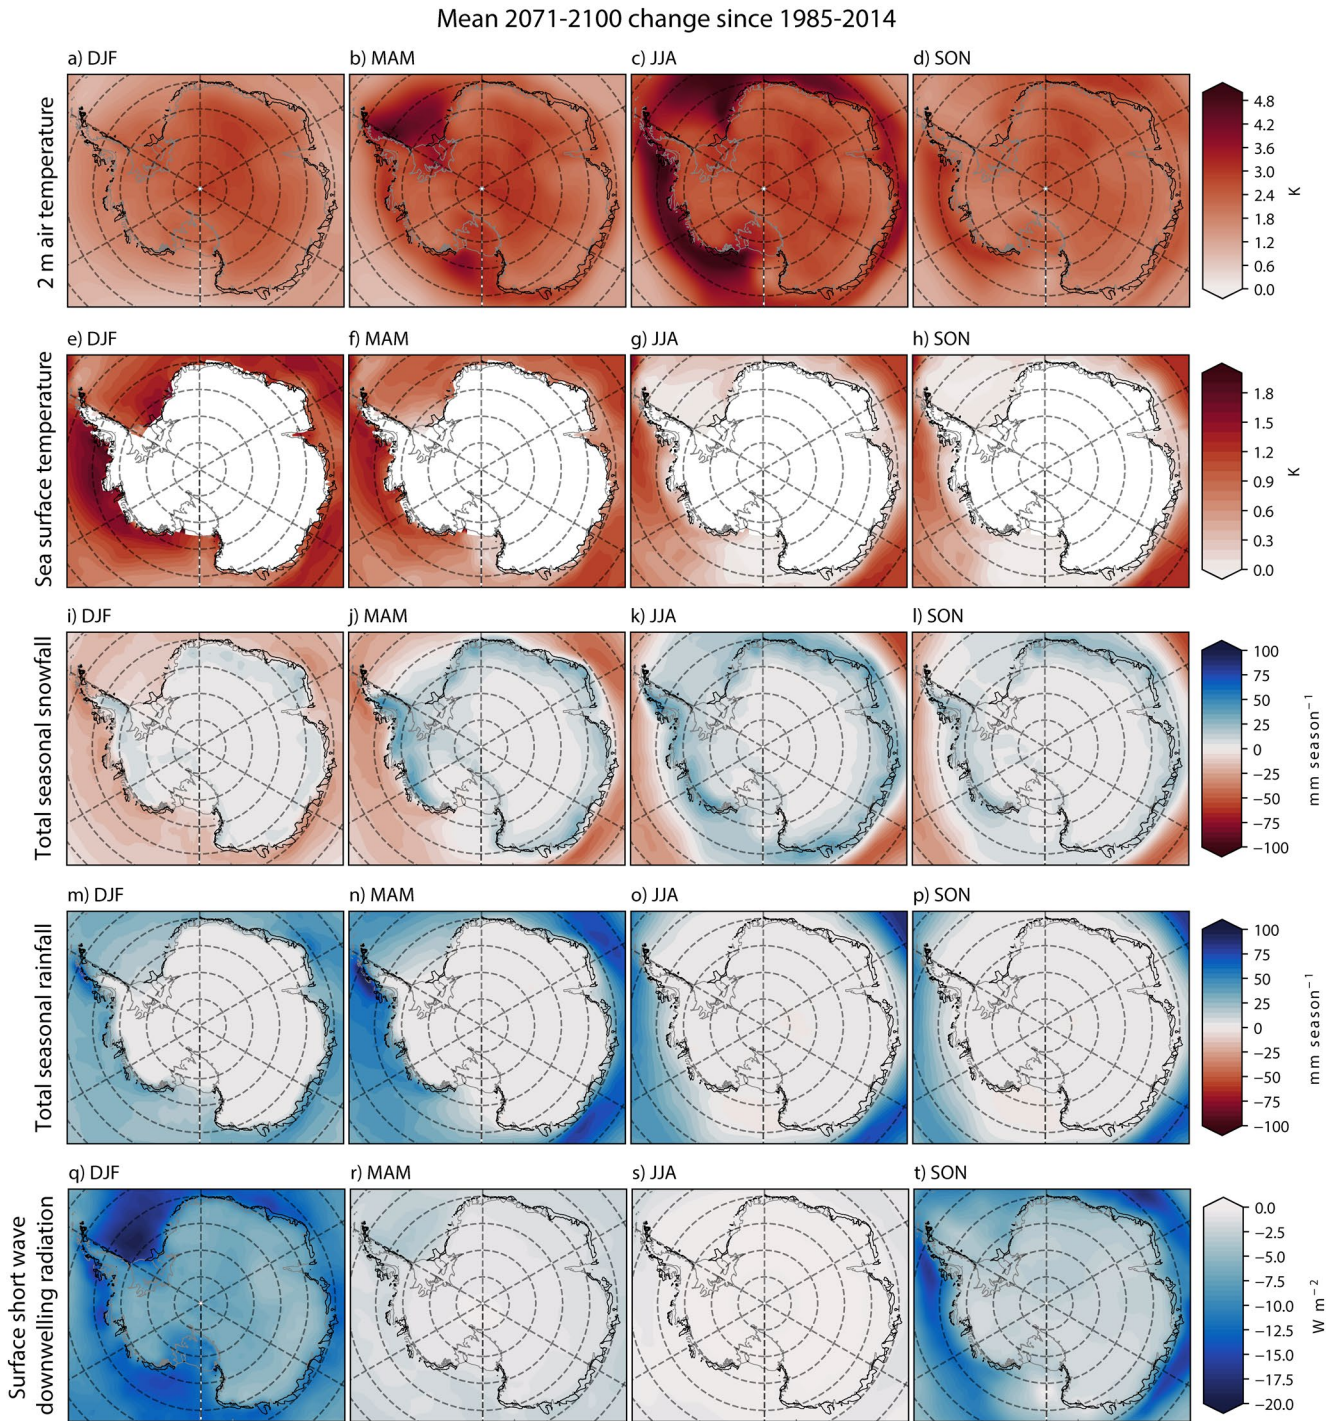 Mean 2071-2100 change since 1985-2014
a) DJF
b) MAM
c) JJA
d) SON
2 m air temperature
4.8
4.2
3.6
3.0
2.4
1.8
1.2
0.6
0.0
K
e) DJF
f) MAM
g) JJA
h) SON
Sea surface temperature
1.8
1.5
1.2
0.9
0.6
0.3
0.0
K
i) DJF
j) MAM
k) JJA
l) SON
Total seasonal snowfall
100
75
50
25
0
−25
−50
−75
−100
mm season⁻¹
m) DJF
n) MAM
o) JJA
p) SON
Total seasonal rainfall
100
75
50
25
0
−25
−50
−75
−100
mm season⁻¹
q) DJF
r) MAM
s) JJA
t) SON
Surface short wave
downwelling radiation
0.0
−2.5
−5.0
−7.5
−10.0
−12.5
−15.0
−17.5
−20.0
W m⁻²